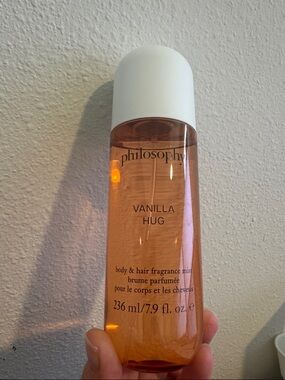 philosophy
VANILLA
HUG
body & hair fragrance mist
brume parfumée
pour le corps et les cheveux
236 ml/7.9 fl. oz. e